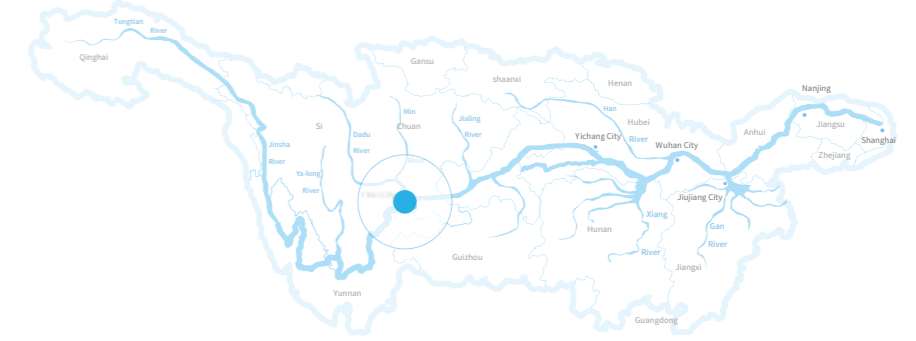 Tongtian
River
Qinghai
Gansu
shaanxi
Henan
Nanjing
Min
Han
Jialing
River
Si
Chuan
Hubei
Jiangsu
Shanghai
Dadu
River
Yichang City
River
Wuhan City
Anhui
Zhejiang
Jinsha
River
Ya-long
River
Jiujiang City
Xiang
River
Gan
River
Hunan
Guizhou
Jiangxi
Yunnan
Guangdong